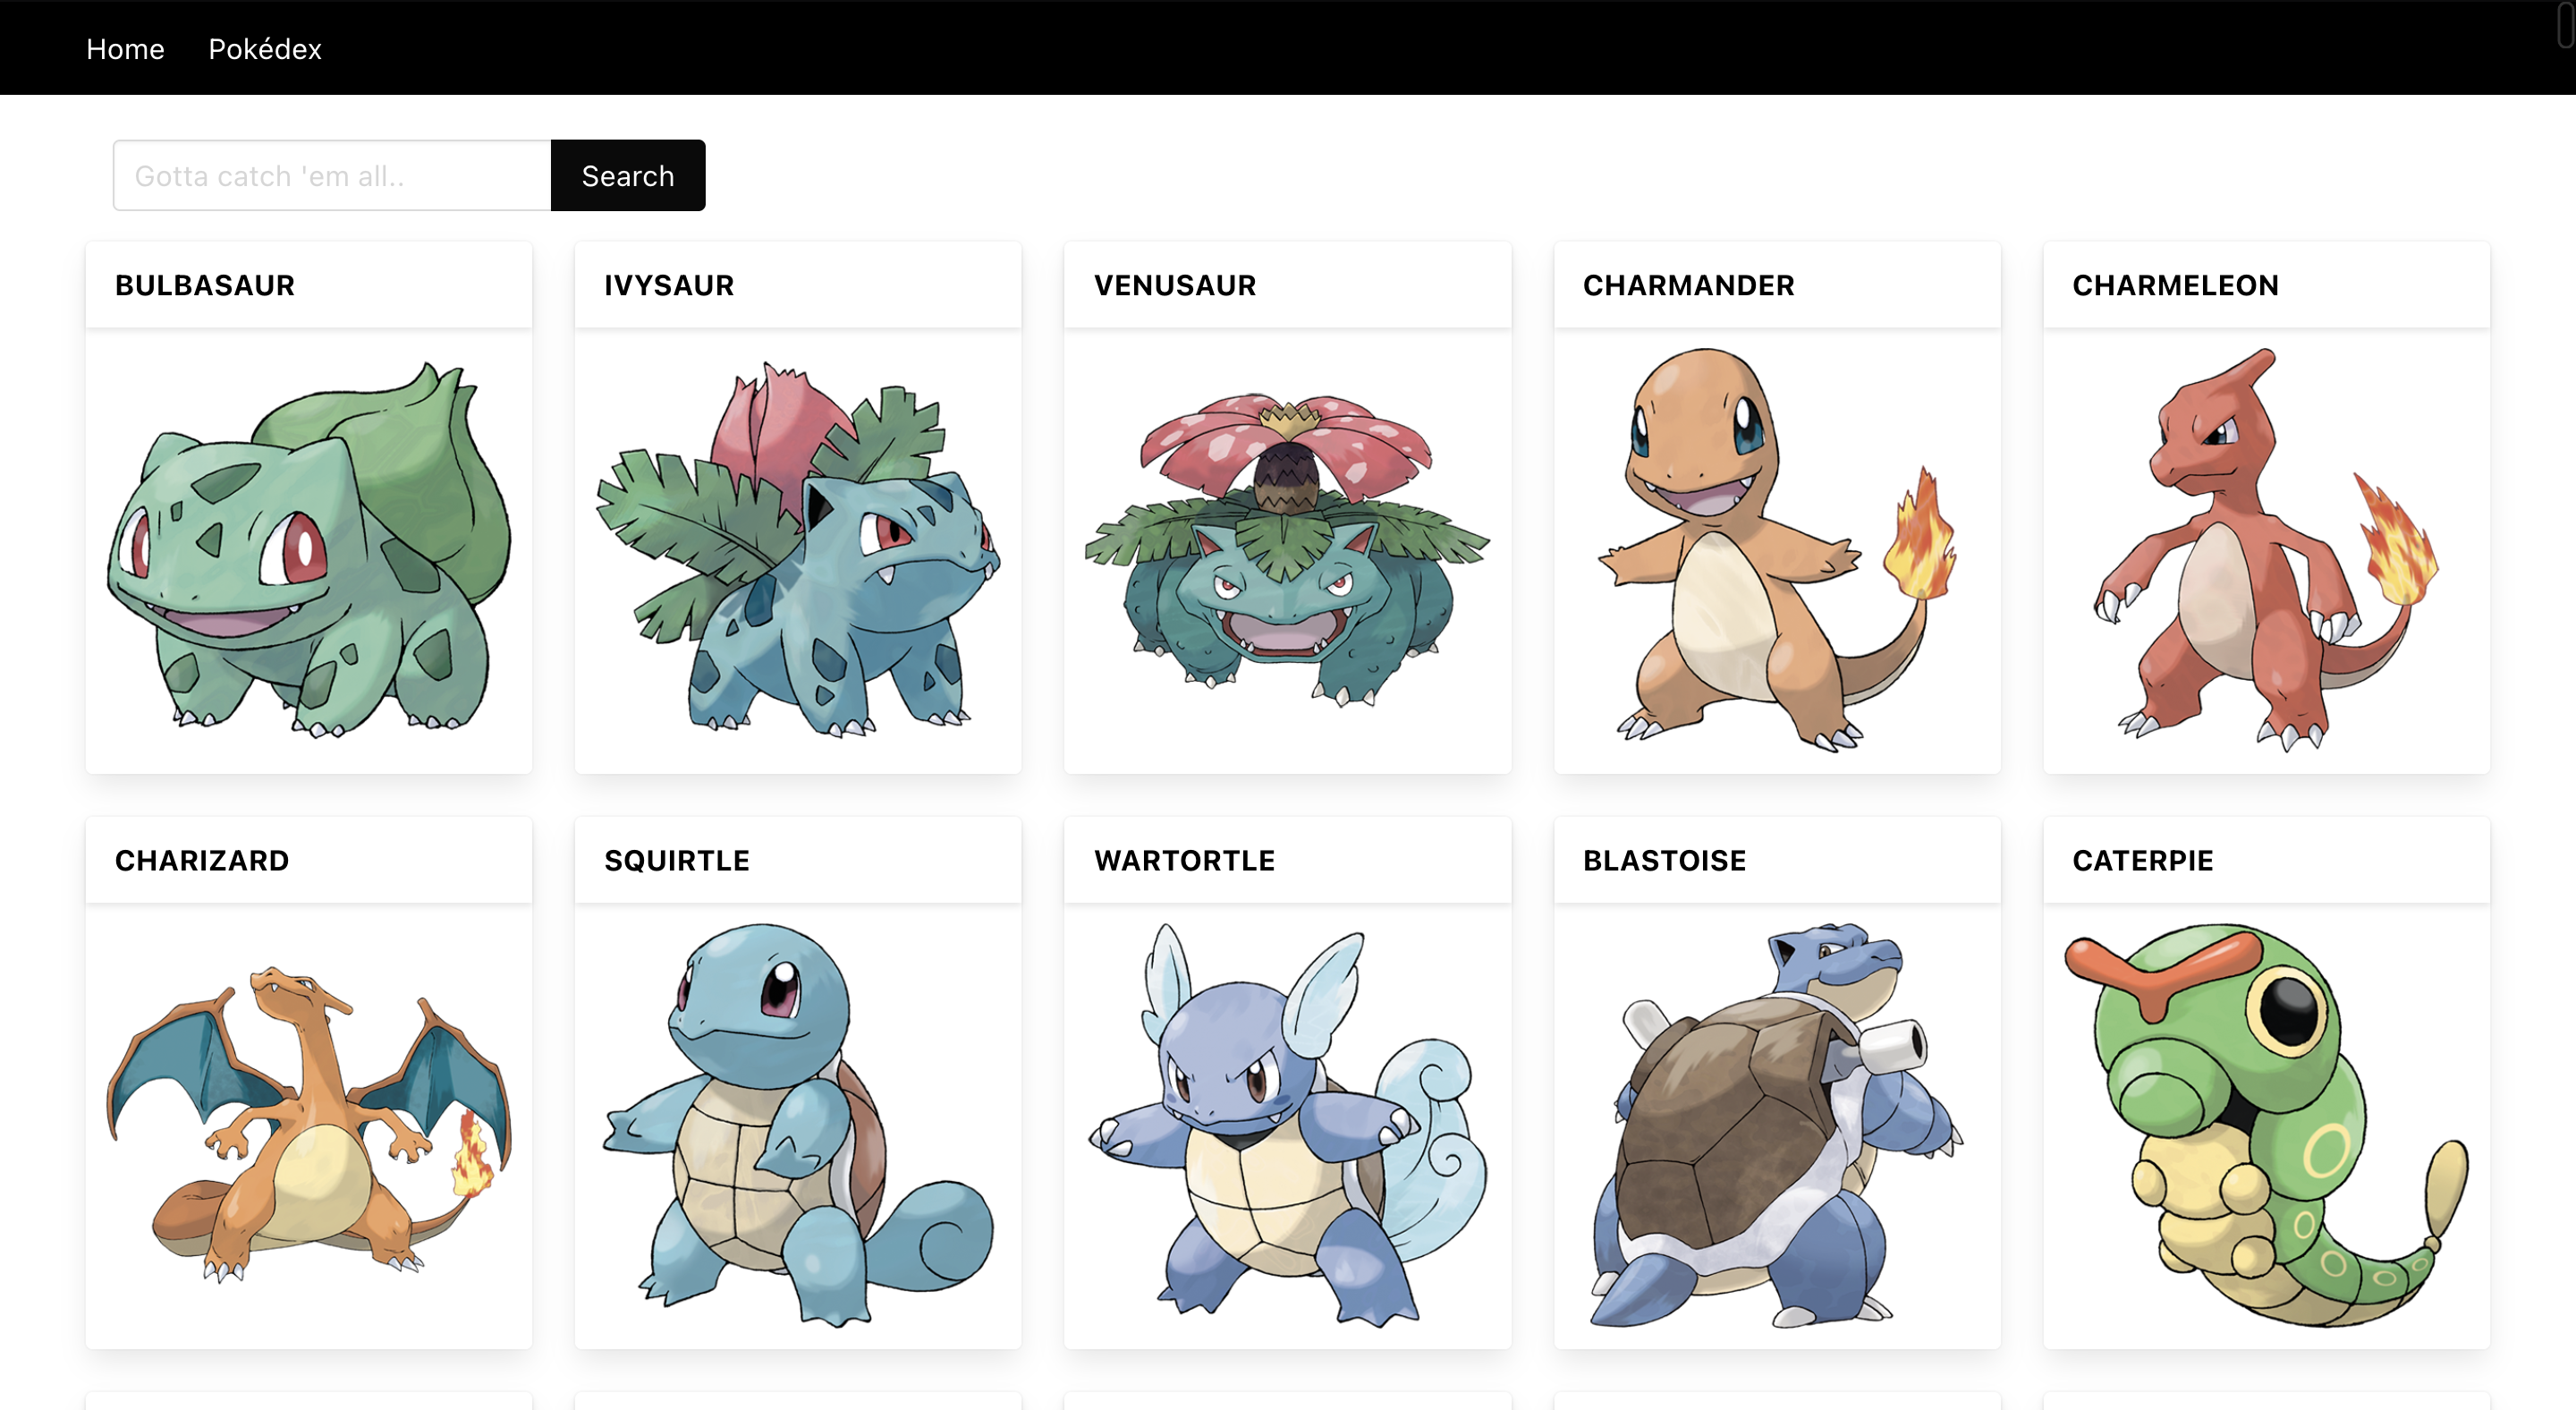 Home Pokédex
Gotta catch 'em all.. Search
BULBASAUR IVYSAUR VENUSAUR CHARMANDER CHARMELEON
CHARIZARD SQUIRTLE WARTORTLE BLASTOISE CATERPIE